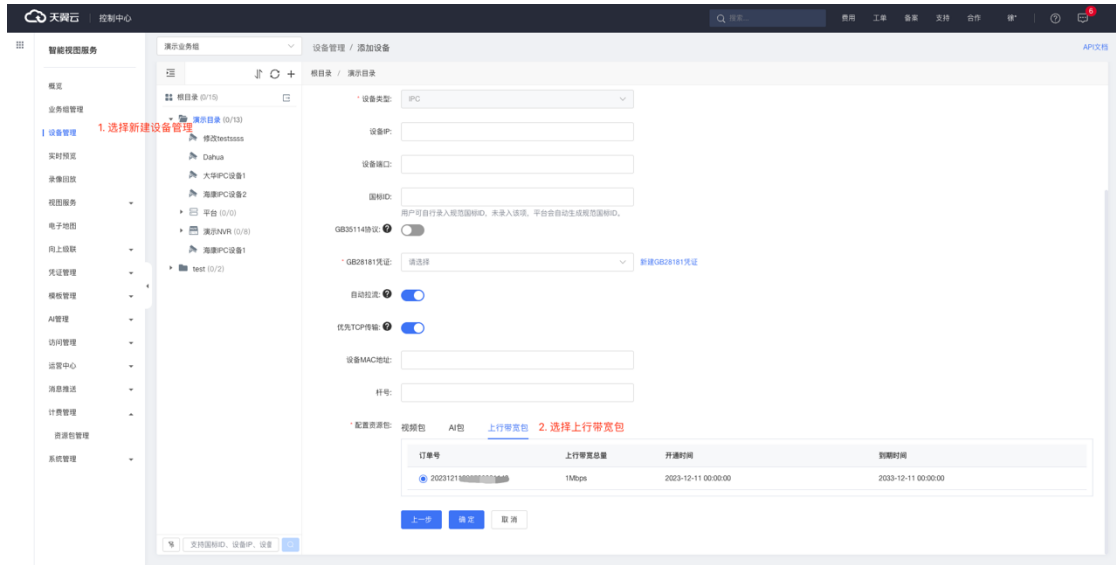 天翼云 | 控制中心
搜索...
费用 工单 备案 支持 合作
6
智能视图服务
概览
业务组管理
设备管理
实时预览
录像回放
视图服务
电子地图
向上级联
凭证管理
模板管理
AI管理
访问管理
运营中心
消息推送
计费管理
资源包管理
系统管理
1. 选择新建设备管理
演示业务组
根目录 (0/15)
演示目录 (0/13)
修改testssss
Dahua
大华IPC设备1
海康IPC设备2
平台 (0/0)
演示NVR (0/8)
海康IPC设备1
test (0/2)
支持国标ID、设备IP、设备
设备管理 / 添加设备
API文档
根目录 / 演示目录
* 设备类型: IPC
设备IP:
设备端口:
国标ID:
用户可自行录入规范国标ID，未录入该项，平台会自动生成规范国标ID。
GB35114协议:
* GB28181凭证: 请选择 新建GB28181凭证
自动拉流:
优先TCP传输:
设备MAC地址:
杆号:
* 配置资源包: 视频包 AI包 上行带宽包 2. 选择上行带宽包
订单号 上行带宽总量 开通时间 到期时间
20231211 1Mbps 2023-12-11 00:00:00 2033-12-11 00:00:00
上一步 确定 取消